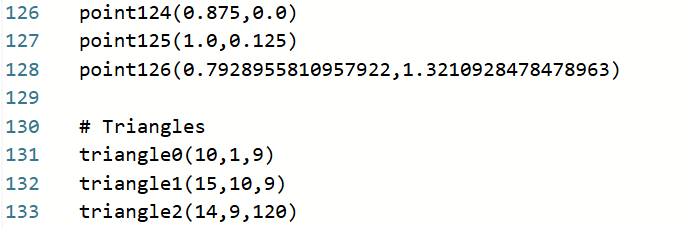 126 point124(0.875,0.0)
127 point125(1.0,0.125)
128 point126(0.7928955810957922,1.3210928478478963)
129
130 # Triangles
131 triangle0(10,1,9)
132 triangle1(15,10,9)
133 triangle2(14,9,120)